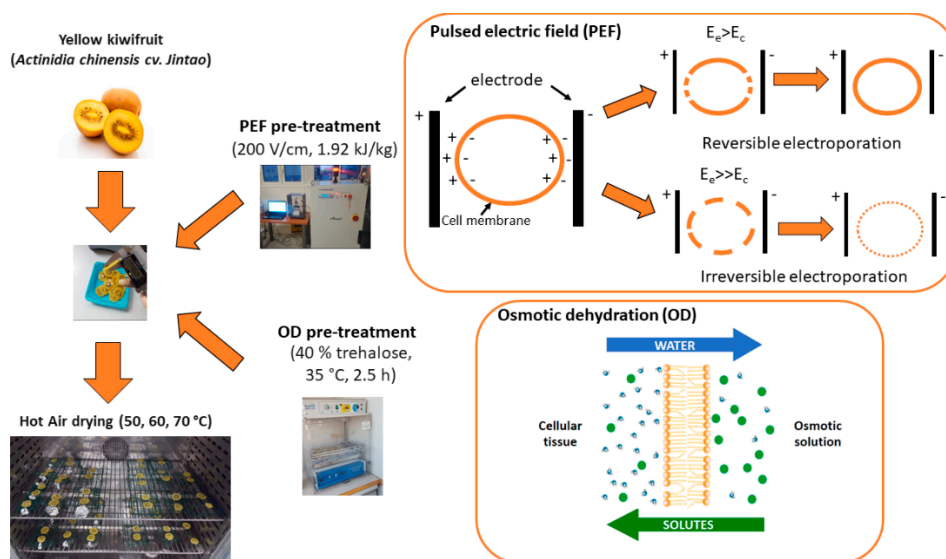 Yellow kiwifruit
(Actinidia chinensis cv. Jintao)
PEF pre-treatment
(200 V/cm, 1.92 kJ/kg)
OD pre-treatment
(40 % trehalose,
35 °C, 2.5 h)
Hot Air drying (50, 60, 70 °C)
Pulsed electric field (PEF)
electrode
+
-
+ -
+ -
+ -
+ -
+ -
+ -
Cell membrane
Ee>Ec
+ -
+ -
Reversible electroporation
Ee>>Ec
+ -
+ -
Irreversible electroporation
Osmotic dehydration (OD)
WATER
Cellular
tissue
Osmotic
solution
SOLUTES